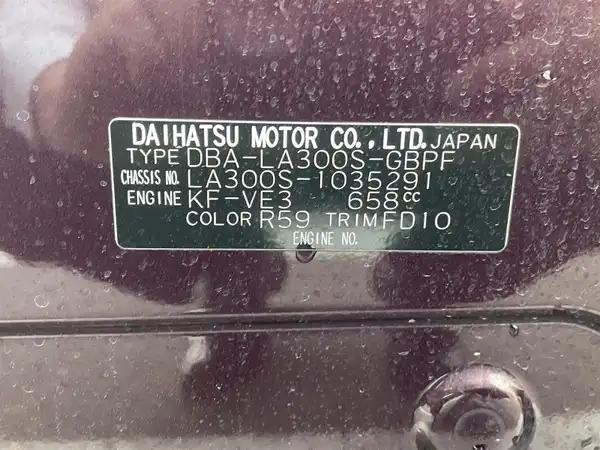 DAIHATSU MOTOR CO., LTD. JAPAN
TYPE DBA-LA300S-GBPF
CHASSIS NO. LA300S-1035291
ENGINE KF-VE3 658cc
COLOR R59 TRIM FD10
ENGINE NO.